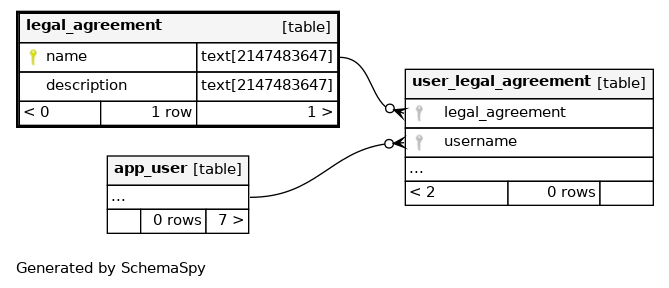 legal_agreement [table]
name text[2147483647]
description text[2147483647]
< 0 1 row 1 >
user_legal_agreement [table]
legal_agreement
username
...
< 2 0 rows
app_user [table]
...
0 rows 7 >
Generated by SchemaSpy